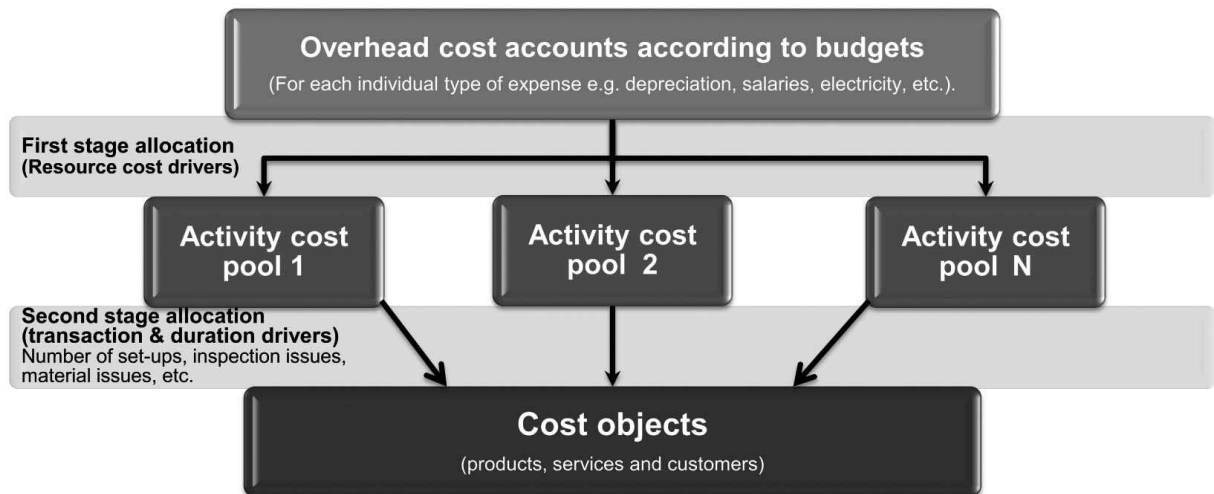 Overhead cost accounts according to budgets
(For each individual type of expense e.g. depreciation, salaries, electricity, etc.).
First stage allocation
(Resource cost drivers)
Activity cost
pool 1
Activity cost
pool 2
Activity cost
pool N
Second stage allocation
(transaction & duration drivers)
Number of set-ups, inspection issues,
material issues, etc.
Cost objects
(products, services and customers)